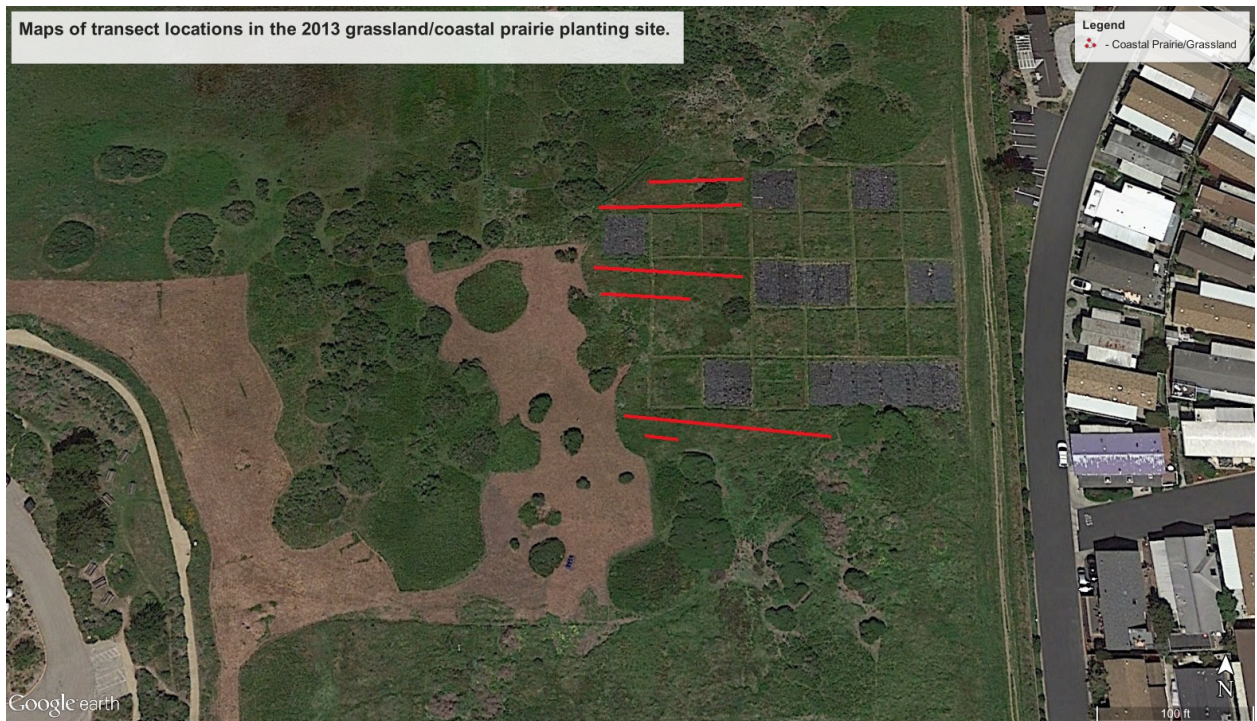 Maps of transect locations in the 2013 grassland/coastal prairie planting site.
Legend
- Coastal Prairie/Grassland
N
100 ft
Google earth